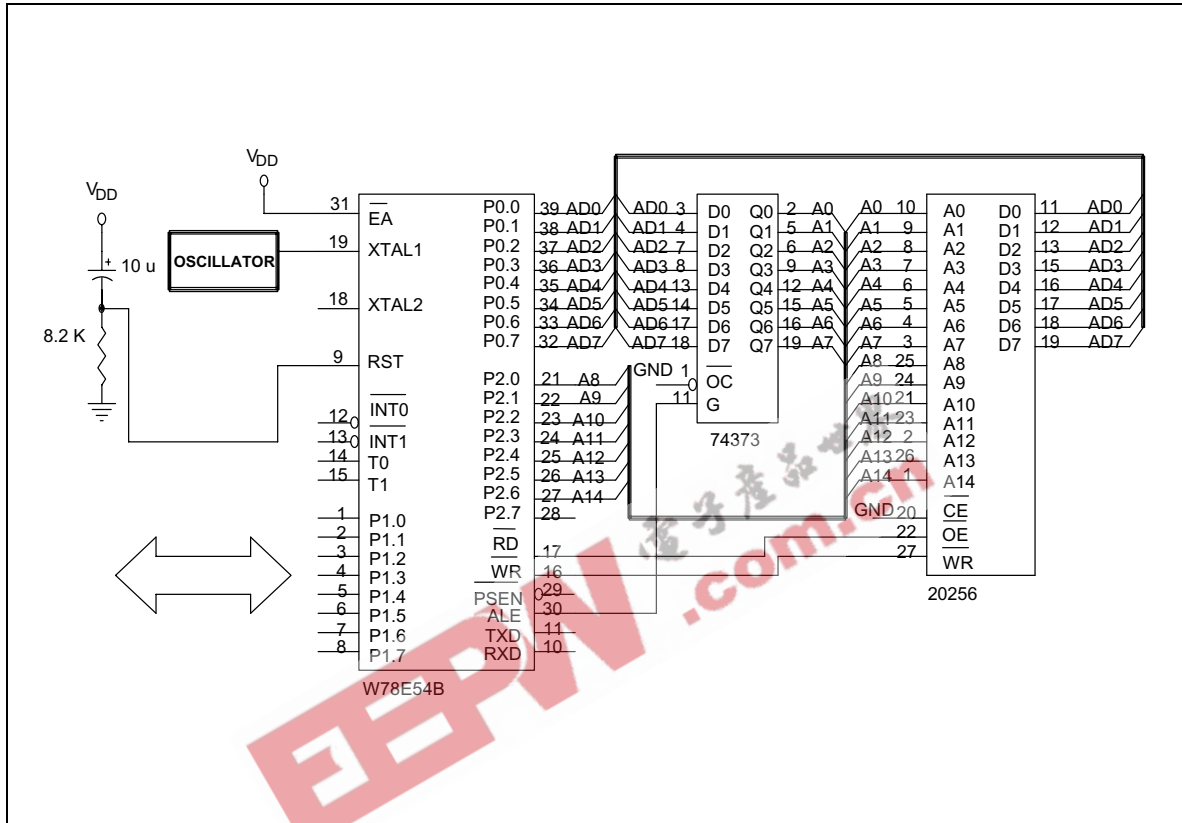 VDD
VDD
+
10 u
8.2 K
OSCILLATOR
31 EA
19 XTAL1
18 XTAL2
9 RST
12 INT0
13 INT1
14 T0
15 T1
1 P1.0
2 P1.1
3 P1.2
4 P1.3
5 P1.4
6 P1.5
7 P1.6
8 P1.7
P0.0 39 AD0
P0.1 38 AD1
P0.2 37 AD2
P0.3 36 AD3
P0.4 35 AD4
P0.5 34 AD5
P0.6 33 AD6
P0.7 32 AD7
P2.0 21 A8
P2.1 22 A9
P2.2 23 A10
P2.3 24 A11
P2.4 25 A12
P2.5 26 A13
P2.6 27 A14
P2.7 28
RD 17
WR 16
PSEN 29
ALE 30
TXD 11
RXD 10
W78E54B
AD0 3 D0 Q0 2 A0
AD1 4 D1 Q1 5 A1
AD2 7 D2 Q2 6 A2
AD3 8 D3 Q3 9 A3
AD4 13 D4 Q4 12 A4
AD5 14 D5 Q5 15 A5
AD6 17 D6 Q6 16 A6
AD7 18 D7 Q7 19 A7
GND 1 OC
11 G
74373
A0 10 A0 D0 11 AD0
A1 9 A1 D1 12 AD1
A2 8 A2 D2 13 AD2
A3 7 A3 D3 15 AD3
A4 6 A4 D4 16 AD4
A5 5 A5 D5 17 AD5
A6 4 A6 D6 18 AD6
A7 3 A7 D7 19 AD7
A8 25 A8
A9 24 A9
A10 21 A10
A11 23 A11
A12 2 A12
A13 26 A13
A14 1 A14
GND 20 CE
22 OE
27 WR
20256
EEPW
電子產品世界
.com.cn